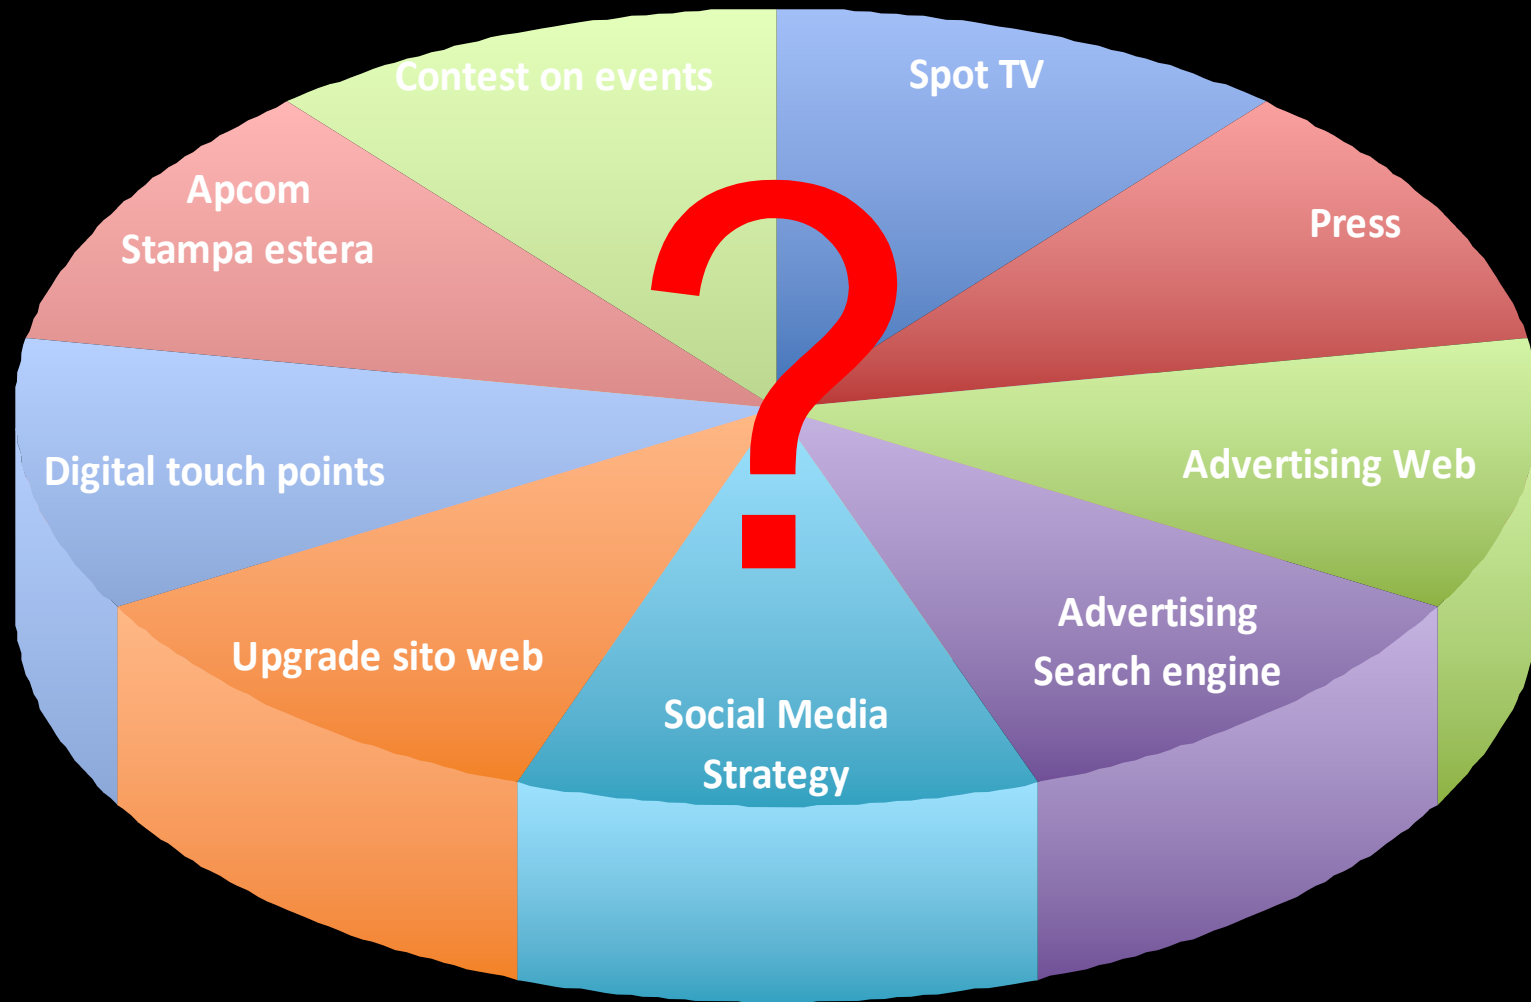 Contest on events
Spot TV
Apcom
Stampa estera
Press
?
Digital touch points
Advertising Web
Upgrade sito web
Advertising
Search engine
Social Media
Strategy